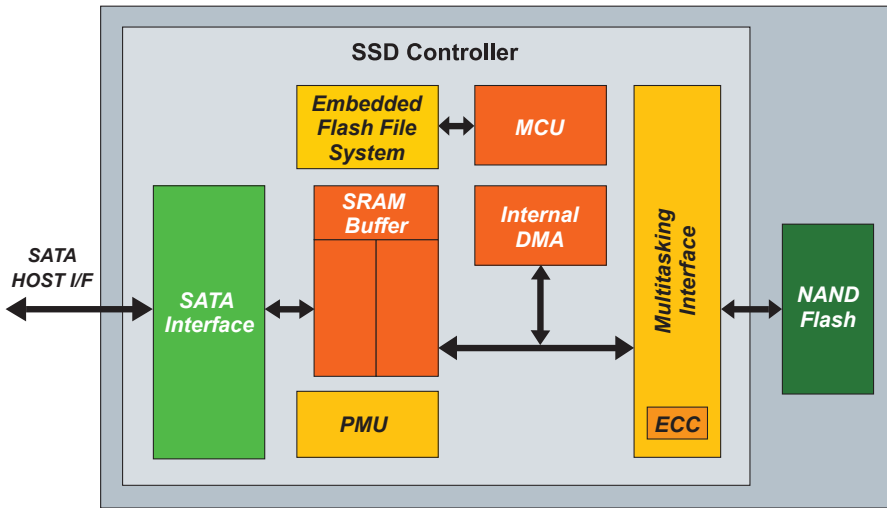 SSD Controller
Embedded
Flash File
System
MCU
SRAM
Buffer
Internal
DMA
Multitasking
Interface
SATA
HOST I/F
SATA
Interface
NAND
Flash
PMU
ECC